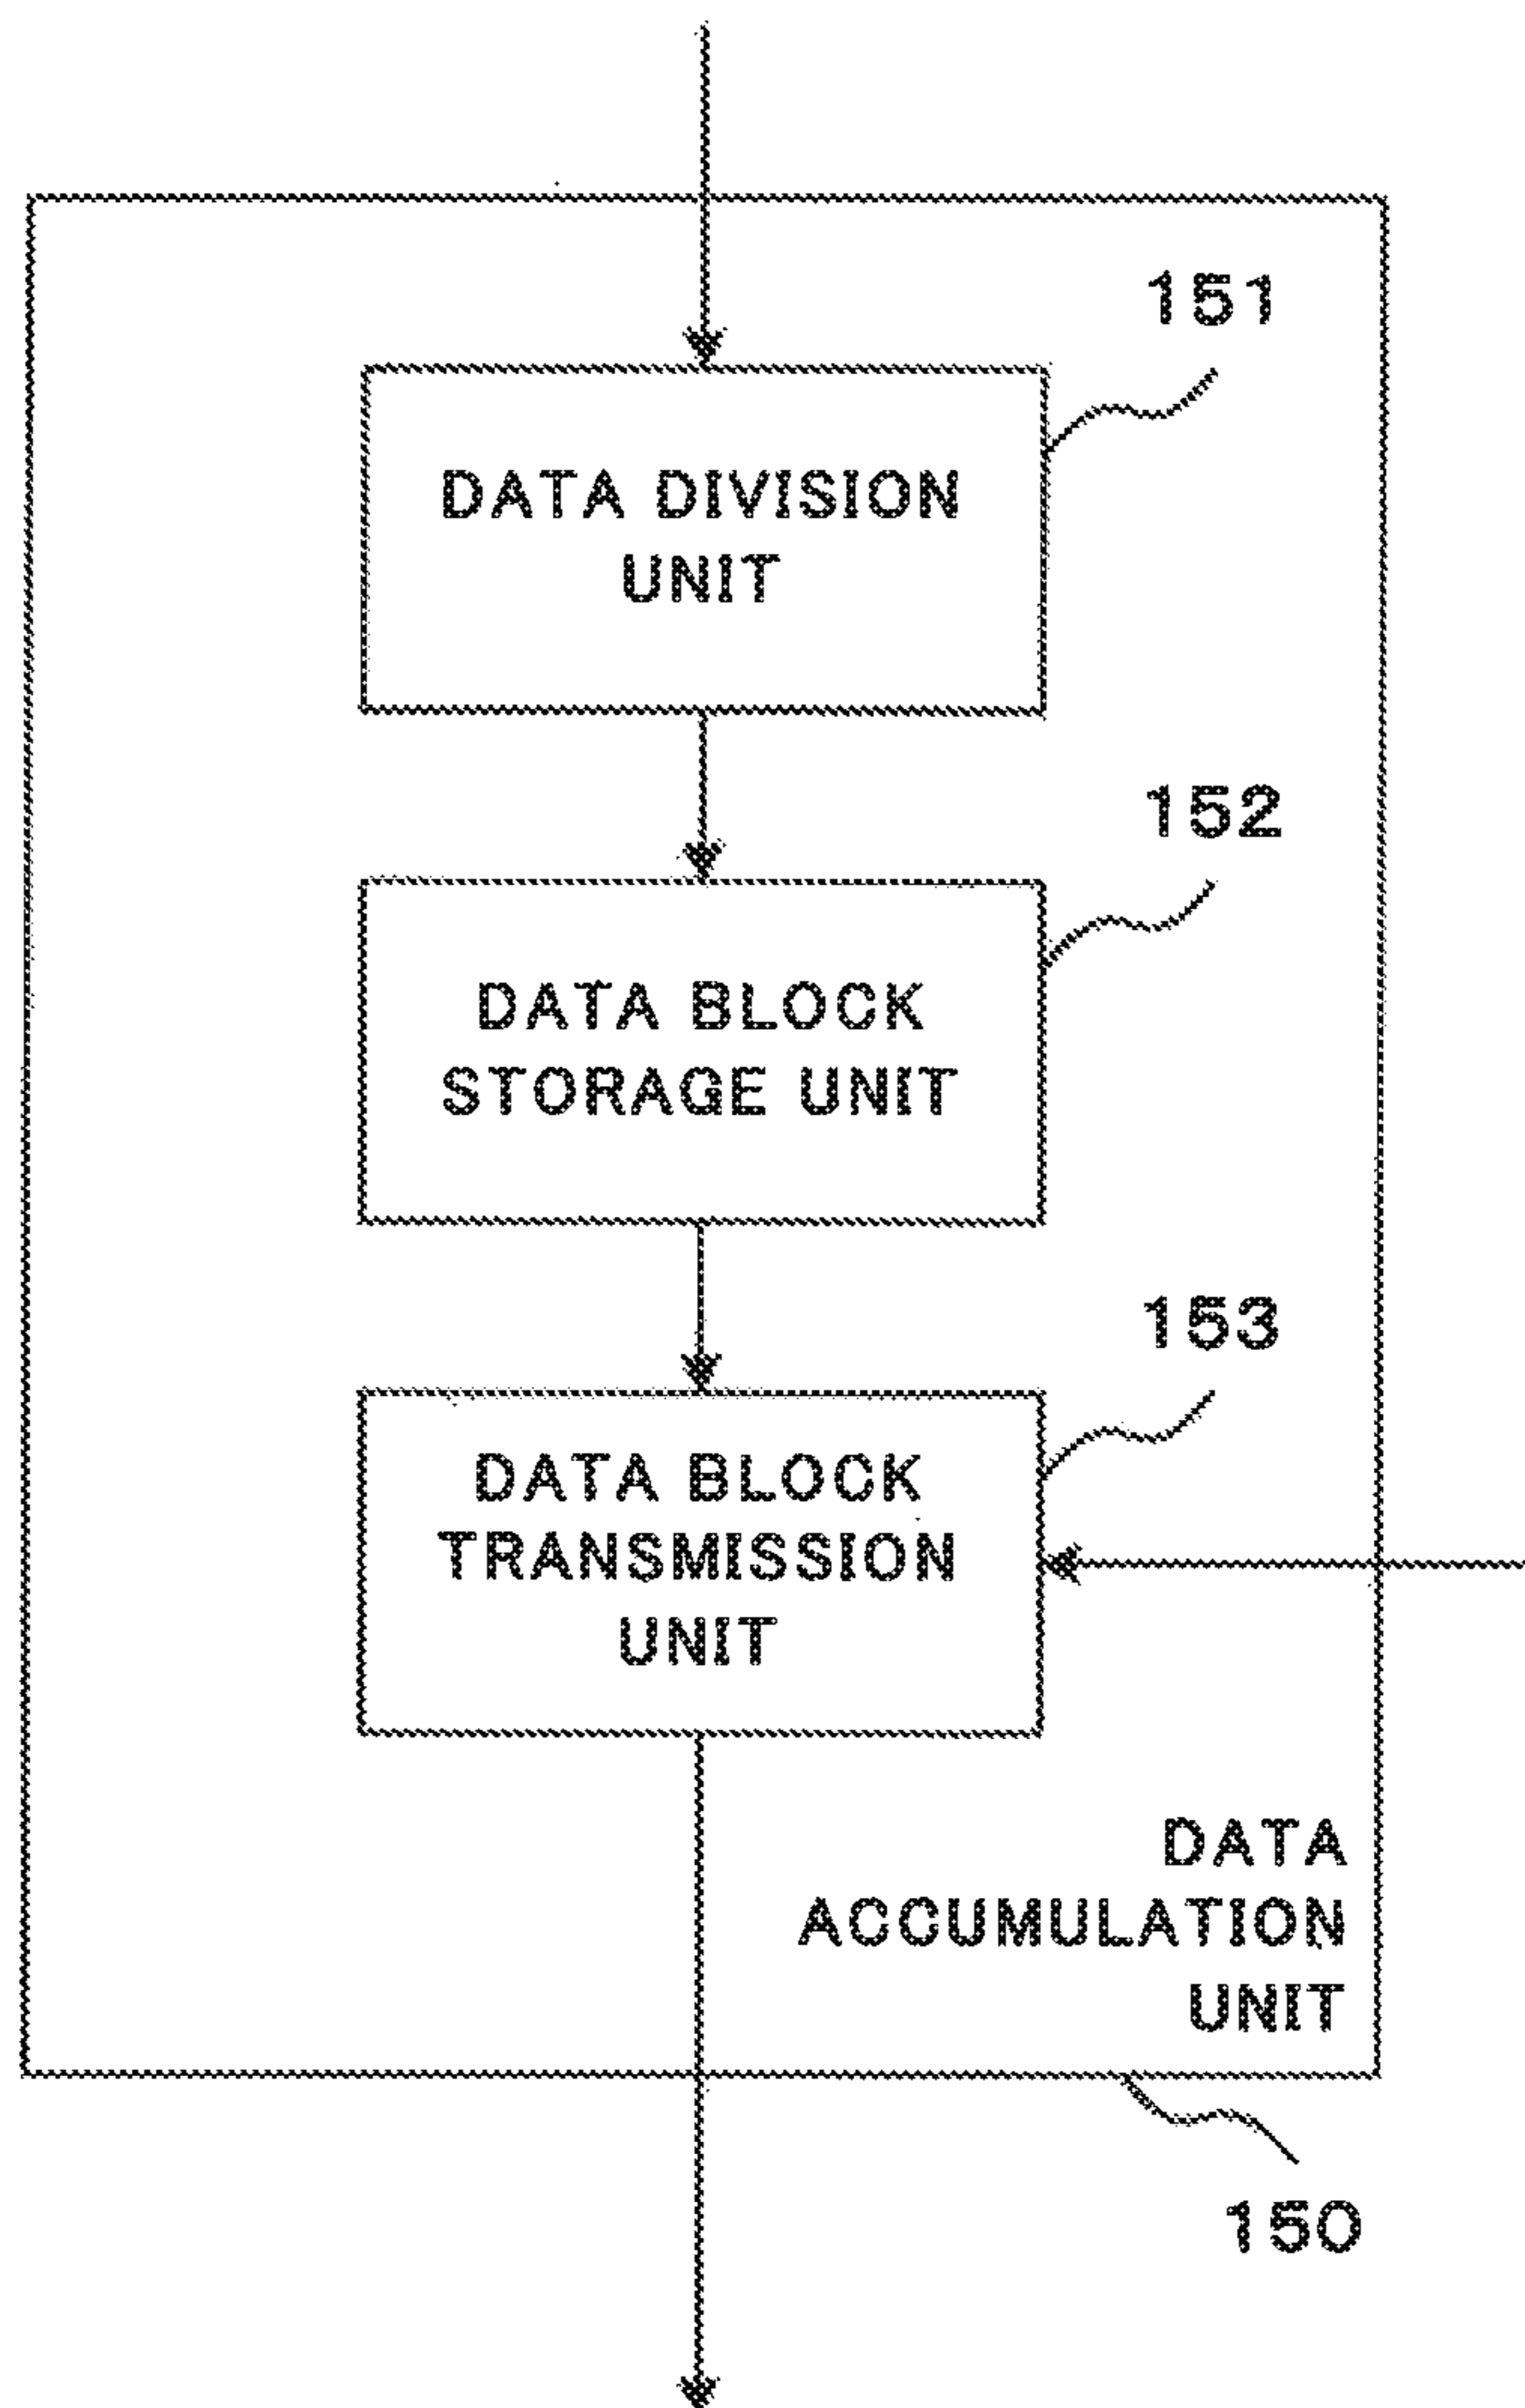 151
DATA DIVISION
UNIT
152
DATA BLOCK
STORAGE UNIT
153
DATA BLOCK
TRANSMISSION
UNIT
DATA
ACCUMULATION
UNIT
150